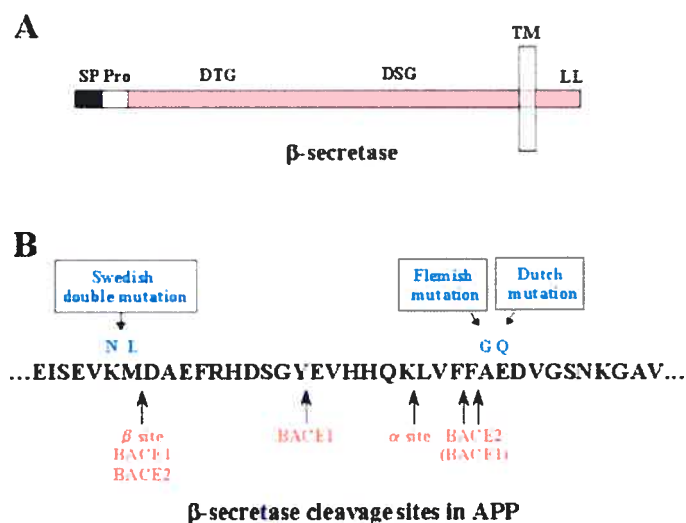 A
TM
SP Pro DTG DSG LL
β-secretase
B
Swedish double mutation
Flemish mutation
Dutch mutation
N L G Q
...EISEVKMDAEFRHDSGYEVHHQKLVFFAEDVGSNKGAV...
β site BACE1 BACE2
BACE1
α site
BACE2 (BACE1)
β-secretase cleavage sites in APP